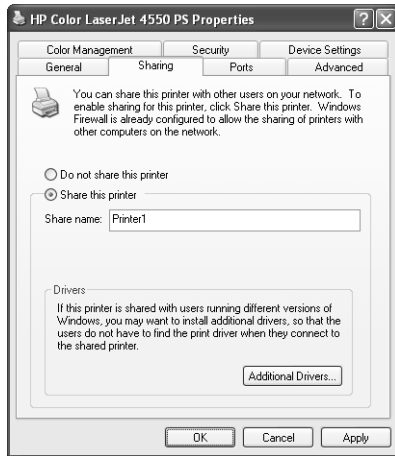 HP Color LaserJet 4550 PS Properties
Color Management Security Device Settings
General Sharing Ports Advanced
You can share this printer with other users on your network. To
enable sharing for this printer, click Share this printer. Windows
Firewall is already configured to allow the sharing of printers with
other computers on the network.
Do not share this printer
Share this printer
Share name: Printer1
Drivers
If this printer is shared with users running different versions of
Windows, you may want to install additional drivers, so that the
users do not have to find the print driver when they connect to
the shared printer.
Additional Drivers...
OK Cancel Apply